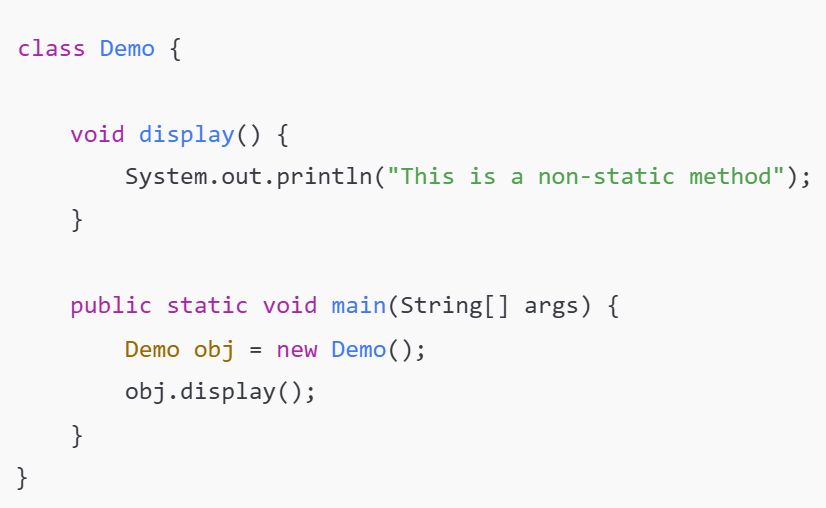 class Demo {
    void display() {
        System.out.println("This is a non-static method");
    }
    public static void main(String[] args) {
        Demo obj = new Demo();
        obj.display();
    }
}